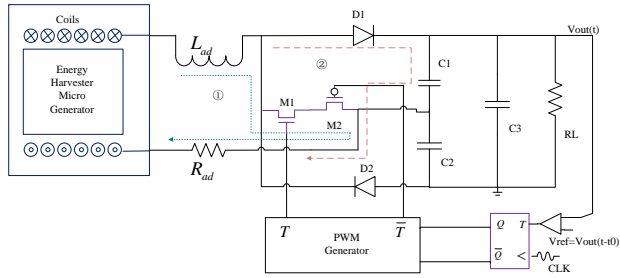 Coils
Energy
Harvester
Micro
Generator
L_ad
R_ad
①
②
D1
M1
M2
C1
C2
C3
D2
RL
Vout(t)
T
T̅
PWM
Generator
Q
T
Q̅
<
Vref=Vout(t-t0)
CLK